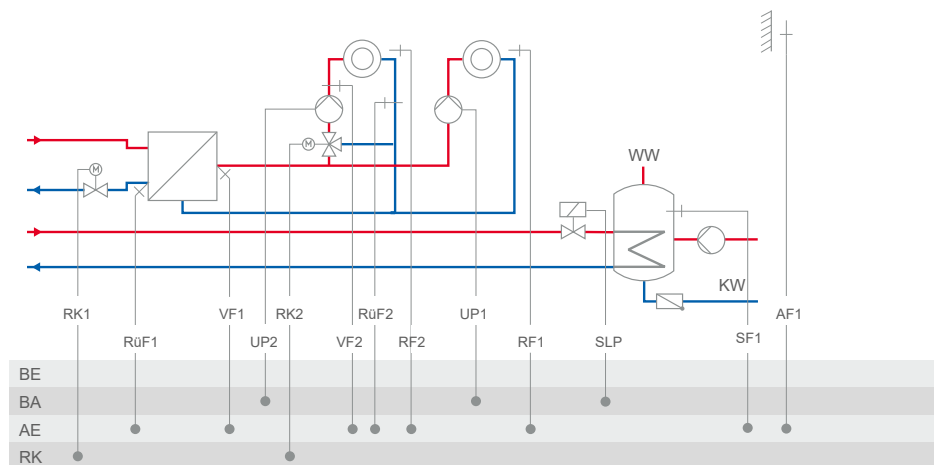 WW
M
M
KW
RK1
VF1
RK2
RüF2
UP1
AF1
RüF1
UP2
VF2
RF2
RF1
SLP
SF1
BE
BA
AE
RK